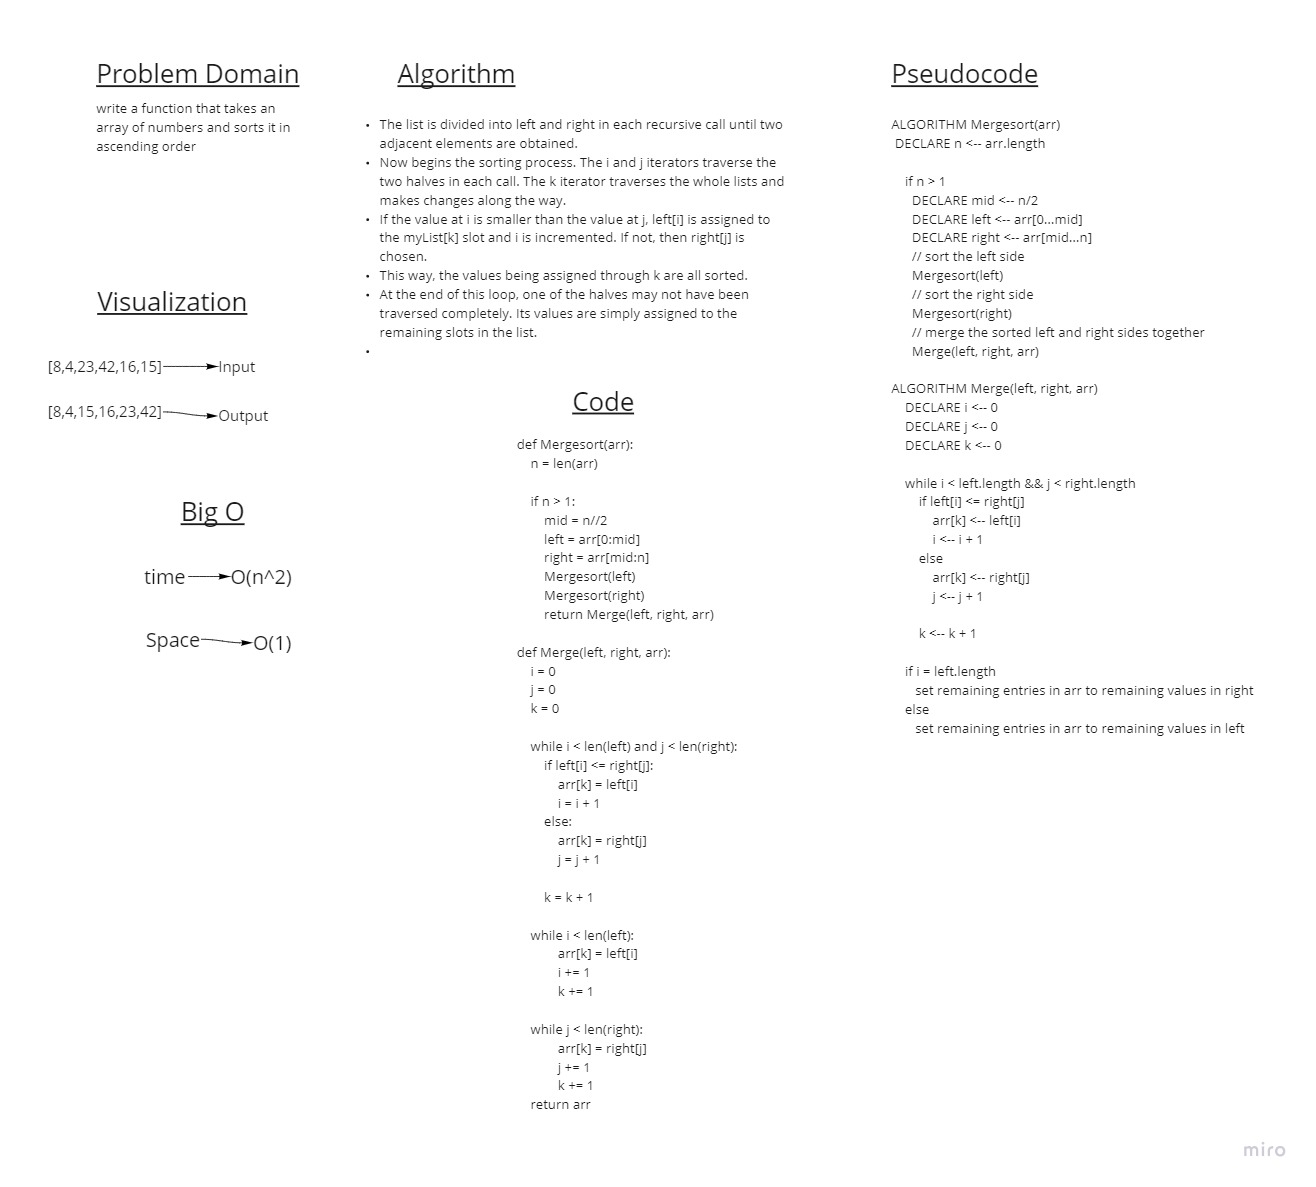 Problem Domain
write a function that takes an
array of numbers and sorts it in
ascending order
Visualization
[8,4,23,42,16,15] Input
[8,4,15,16,23,42] Output
Big O
time O(n^2)
Space O(1)
Algorithm
• The list is divided into left and right in each recursive call until two
adjacent elements are obtained.
• Now begins the sorting process. The i and j iterators traverse the
two halves in each call. The k iterator traverses the whole lists and
makes changes along the way.
• If the value at i is smaller than the value at j, left[i] is assigned to
the myList[k] slot and i is incremented. If not, then right[j] is
chosen.
• This way, the values being assigned through k are all sorted.
• At the end of this loop, one of the halves may not have been
traversed completely. Its values are simply assigned to the
remaining slots in the list.
•
Code
def Mergesort(arr):
n = len(arr)
if n > 1:
mid = n//2
left = arr[0:mid]
right = arr[mid:n]
Mergesort(left)
Mergesort(right)
return Merge(left, right, arr)
def Merge(left, right, arr):
i = 0
j = 0
k = 0
while i < len(left) and j < len(right):
if left[i] <= right[j]:
arr[k] = left[i]
i = i + 1
else:
arr[k] = right[j]
j = j + 1
k = k + 1
while i < len(left):
arr[k] = left[i]
i += 1
k += 1
while j < len(right):
arr[k] = right[j]
j += 1
k += 1
return arr
Pseudocode
ALGORITHM Mergesort(arr)
DECLARE n <-- arr.length
if n > 1
DECLARE mid <-- n/2
DECLARE left <-- arr[0...mid]
DECLARE right <-- arr[mid...n]
// sort the left side
Mergesort(left)
// sort the right side
Mergesort(right)
// merge the sorted left and right sides together
Merge(left, right, arr)
ALGORITHM Merge(left, right, arr)
DECLARE i <-- 0
DECLARE j <-- 0
DECLARE k <-- 0
while i < left.length && j < right.length
if left[i] <= right[j]
arr[k] <-- left[i]
i <-- i + 1
else
arr[k] <-- right[j]
j <-- j + 1
k <-- k + 1
if i = left.length
set remaining entries in arr to remaining values in right
else
set remaining entries in arr to remaining values in left
miro